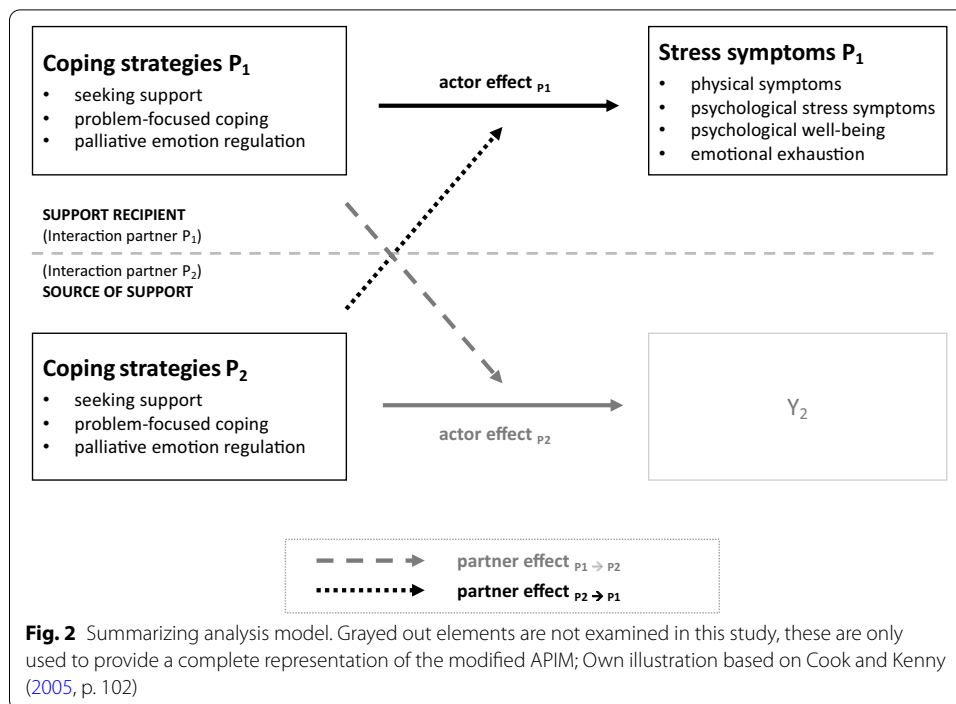 Coping strategies P1
• seeking support
• problem-focused coping
• palliative emotion regulation
actor effect P1
Stress symptoms P1
• physical symptoms
• psychological stress symptoms
• psychological well-being
• emotional exhaustion
SUPPORT RECIPIENT
(Interaction partner P1)
(Interaction partner P2)
SOURCE OF SUPPORT
Coping strategies P2
• seeking support
• problem-focused coping
• palliative emotion regulation
actor effect P2
Y2
partner effect P1 → P2
partner effect P2 → P1
Fig. 2 Summarizing analysis model. Grayed out elements are not examined in this study, these are only
used to provide a complete representation of the modified APIM; Own illustration based on Cook and Kenny
(2005, p. 102)